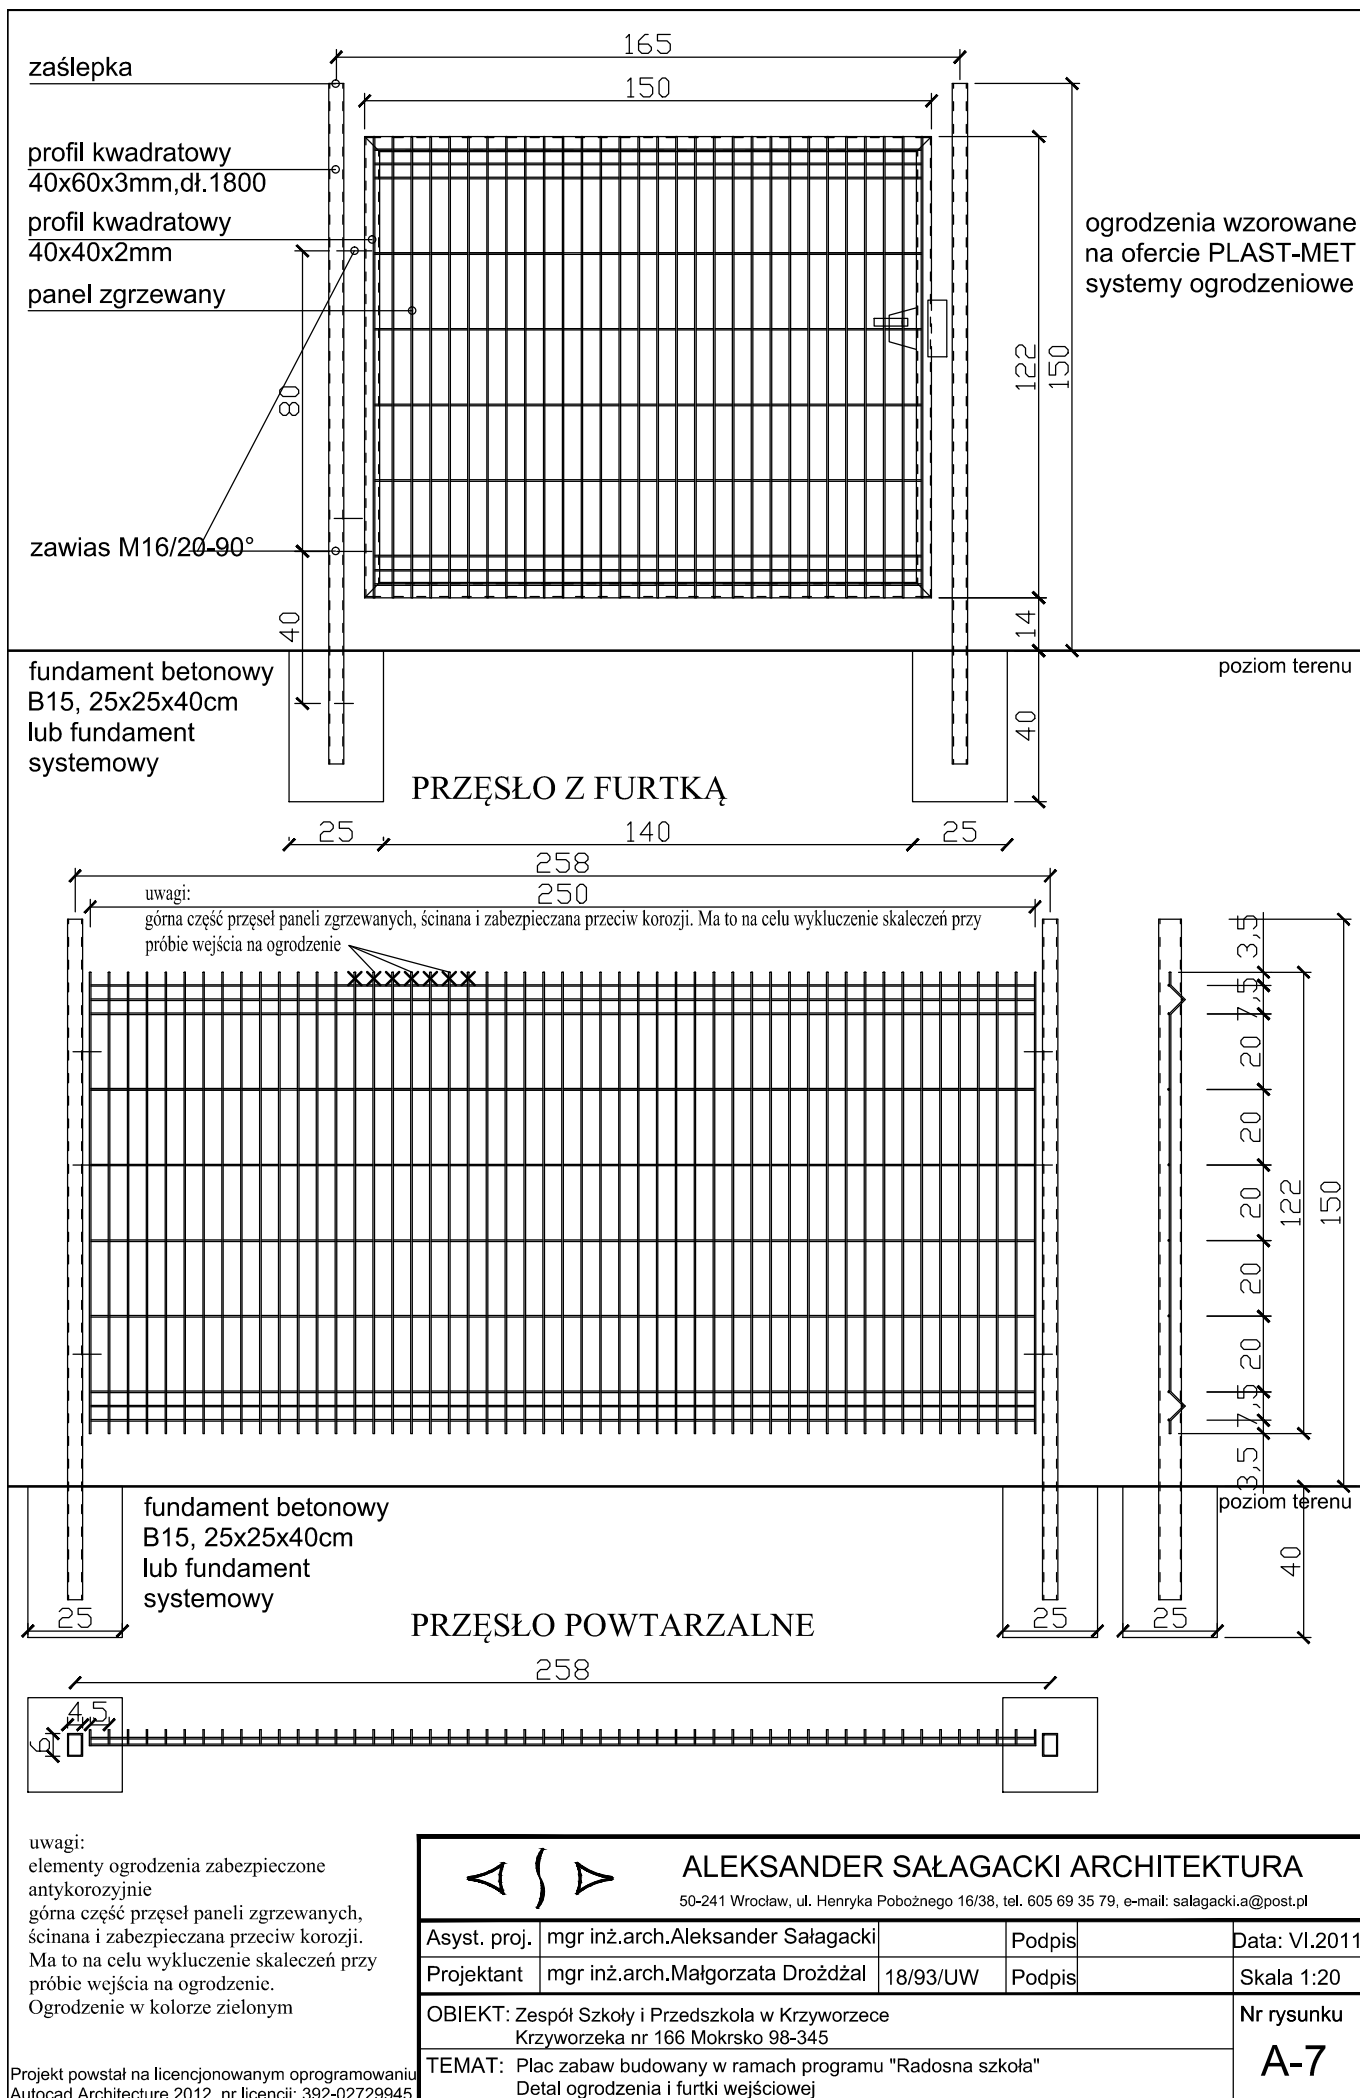 165
zaślepka
150
profil kwadratowy
40x60x3mm,dł.1800
profil kwadratowy
40x40x2mm
ogrodzenia wzorowane
na ofercie PLAST-MET
systemy ogrodzeniowe
panel zgrzewany
122
150
80
zawias M16/20-90°
40
14
fundament betonowy
B15, 25x25x40cm
lub fundament
systemowy
poziom terenu
40
PRZĘSŁO Z FURTKĄ
25
140
25
258
250
uwagi:
górna część przęseł paneli zgrzewanych, ścinana i zabezpieczana przeciw korozji. Ma to na celu wykluczenie skaleczeń przy
próbie wejścia na ogrodzenie
3,5
7,5
20
20
20
20
20
7,5
3,5
122
150
poziom terenu
fundament betonowy
B15, 25x25x40cm
lub fundament
systemowy
40
25
25
25
PRZĘSŁO POWTARZALNE
258
4
5
6
uwagi:
elementy ogrodzenia zabezpieczone
antykorozyjnie
górna część przęseł paneli zgrzewanych,
ścinana i zabezpieczana przeciw korozji.
Ma to na celu wykluczenie skaleczeń przy
próbie wejścia na ogrodzenie.
Ogrodzenie w kolorze zielonym
Projekt powstał na licencjonowanym oprogramowaniu
Autocad Architecture 2012, nr licencji: 392-02729945
ALEKSANDER SAŁAGACKI ARCHITEKTURA
50-241 Wrocław, ul. Henryka Pobożnego 16/38, tel. 605 69 35 79, e-mail: salagacki.a@post.pl
Asyst. proj. mgr inż.arch.Aleksander Sałagacki Podpis Data: VI.2011
Projektant mgr inż.arch.Małgorzata Drożdżal 18/93/UW Podpis Skala 1:20
OBIEKT: Zespół Szkoły i Przedszkola w Krzyworzece
Krzyworzeka nr 166 Mokrsko 98-345
Nr rysunku
A-7
TEMAT: Plac zabaw budowany w ramach programu "Radosna szkoła"
Detal ogrodzenia i furtki wejściowej